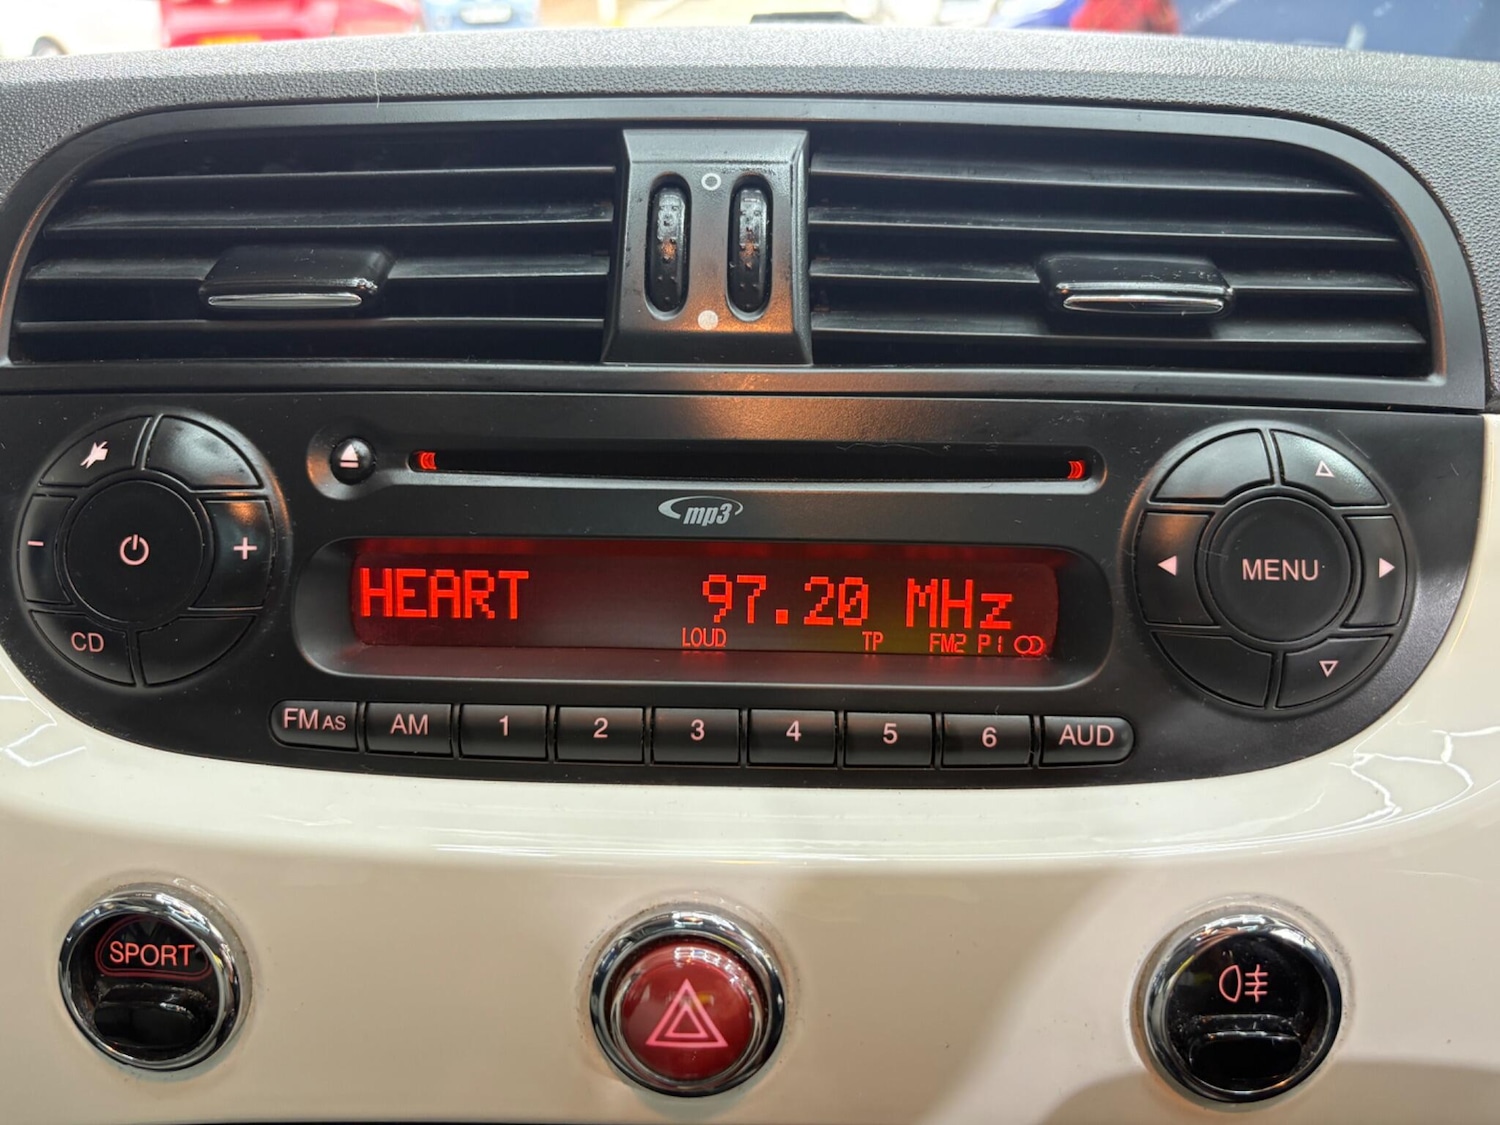 mp3
HEART 97.20 MHz
LOUD TP FM2 P1
CD
MENU
FM AS AM 1 2 3 4 5 6 AUD
SPORT